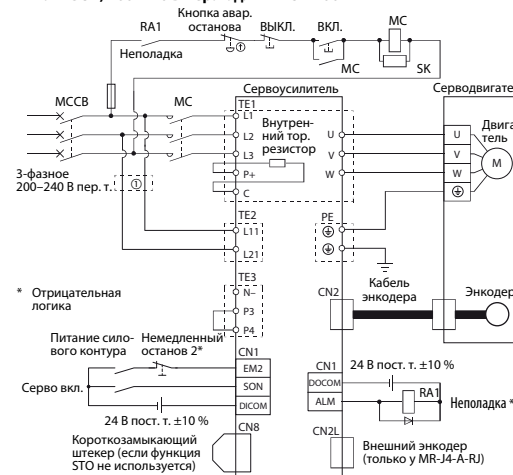 Кнопка авар.
останова
ВЫКЛ.
ВКЛ.
MC
RA1
Неполадка
MC
SK
Сервоусилитель
Серводвигате
MCCB
MC
TE1
L1
L2
L3
P+
C
Внутрен-
ний тор.
резистор
U
V
W
U
V
W
Двига
тель
M
3-фазное
200–240 В пер. т.
①
TE2
L11
L21
PE
* Отрицательная
логика
TE3
N–
P3
P4
CN2
Кабель
энкодера
Энкодер
Питание сило-
вого контура
Немедленный
останов 2*
Серво вкл.
24 В пост. т. ±10 %
CN1
EM2
SON
DICOM
CN1
DOCOM
ALM
24 В пост. т. ±10 %
RA1
Неполадка *
CN8
Короткозамыкающий
штекер (если функция
STO не используется)
CN2L
Внешний энкодер
(только у MR-J4-A-RJ)